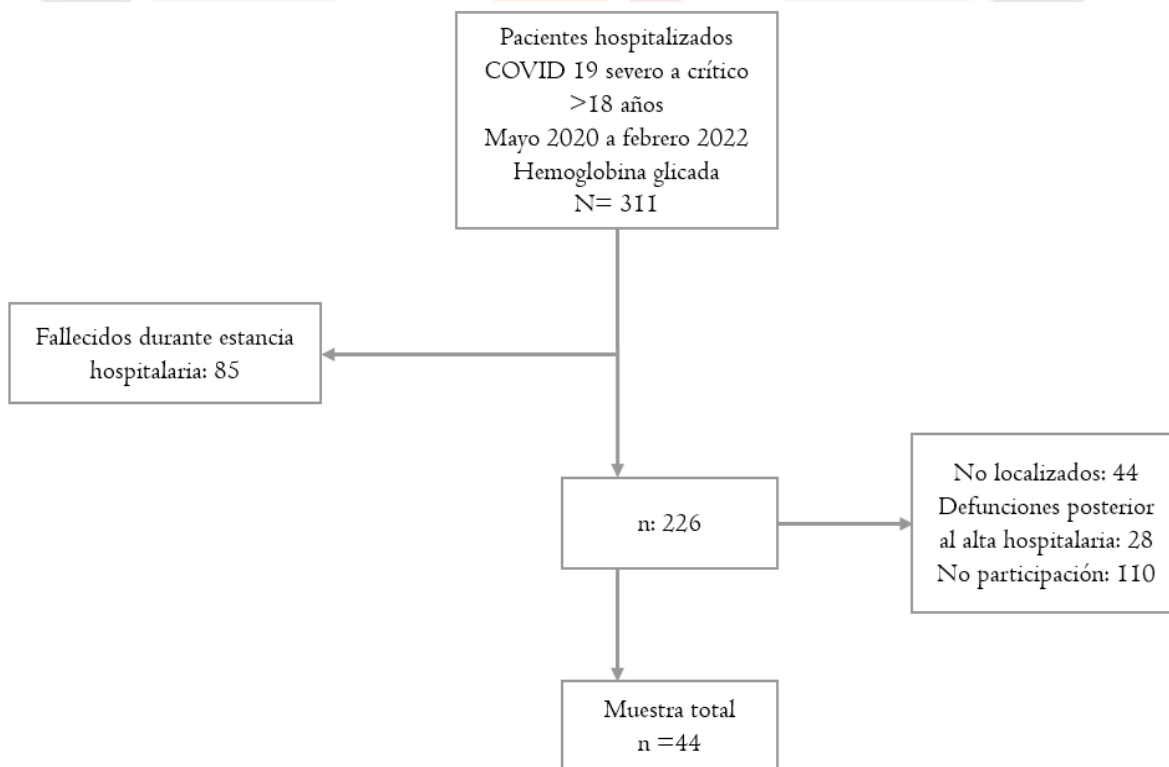 Pacientes hospitalizados
COVID 19 severo a crítico
>18 años
Mayo 2020 a febrero 2022
Hemoglobina glicada
N= 311
Fallecidos durante estancia
hospitalaria: 85
n: 226
No localizados: 44
Defunciones posterior
al alta hospitalaria: 28
No participación: 110
Muestra total
n =44